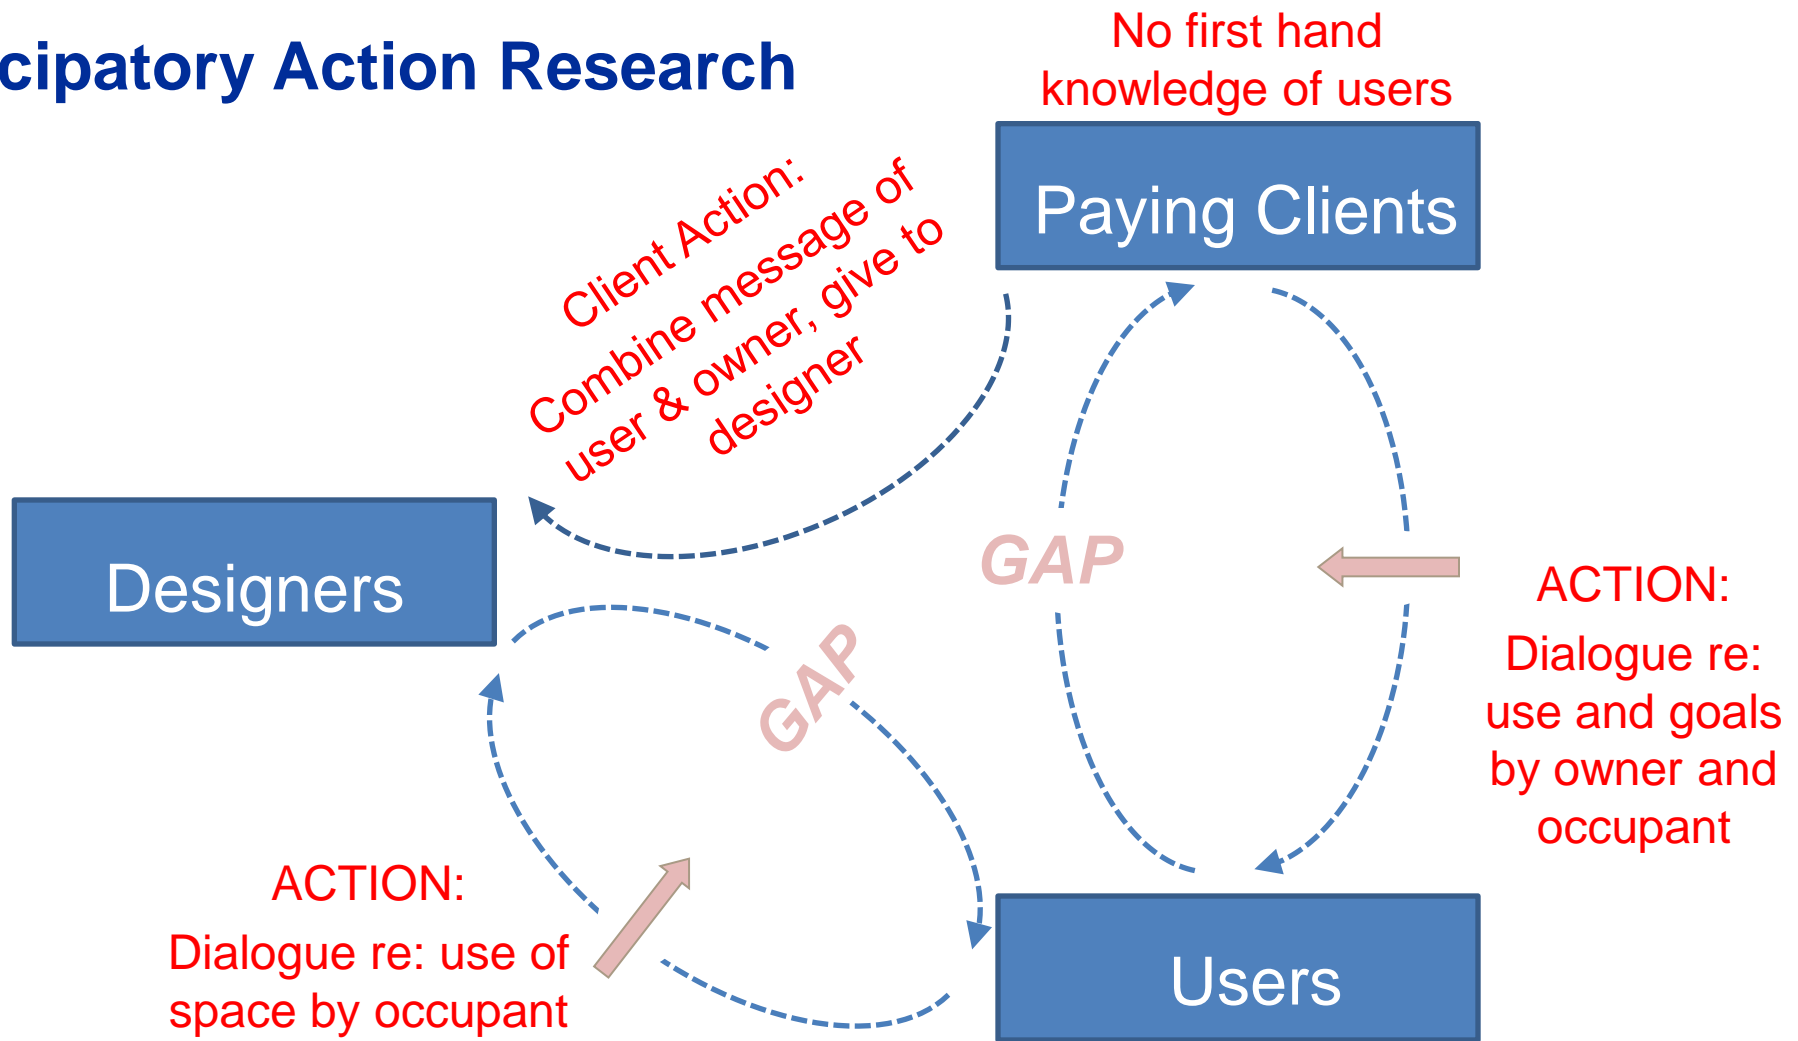 cipatory Action Research
No first hand
knowledge of users
Paying Clients
Client Action:
Combine message of
user & owner, give to
designer
Designers
GAP
GAP
ACTION:
Dialogue re:
use and goals
by owner and
occupant
ACTION:
Dialogue re: use of
space by occupant
Users